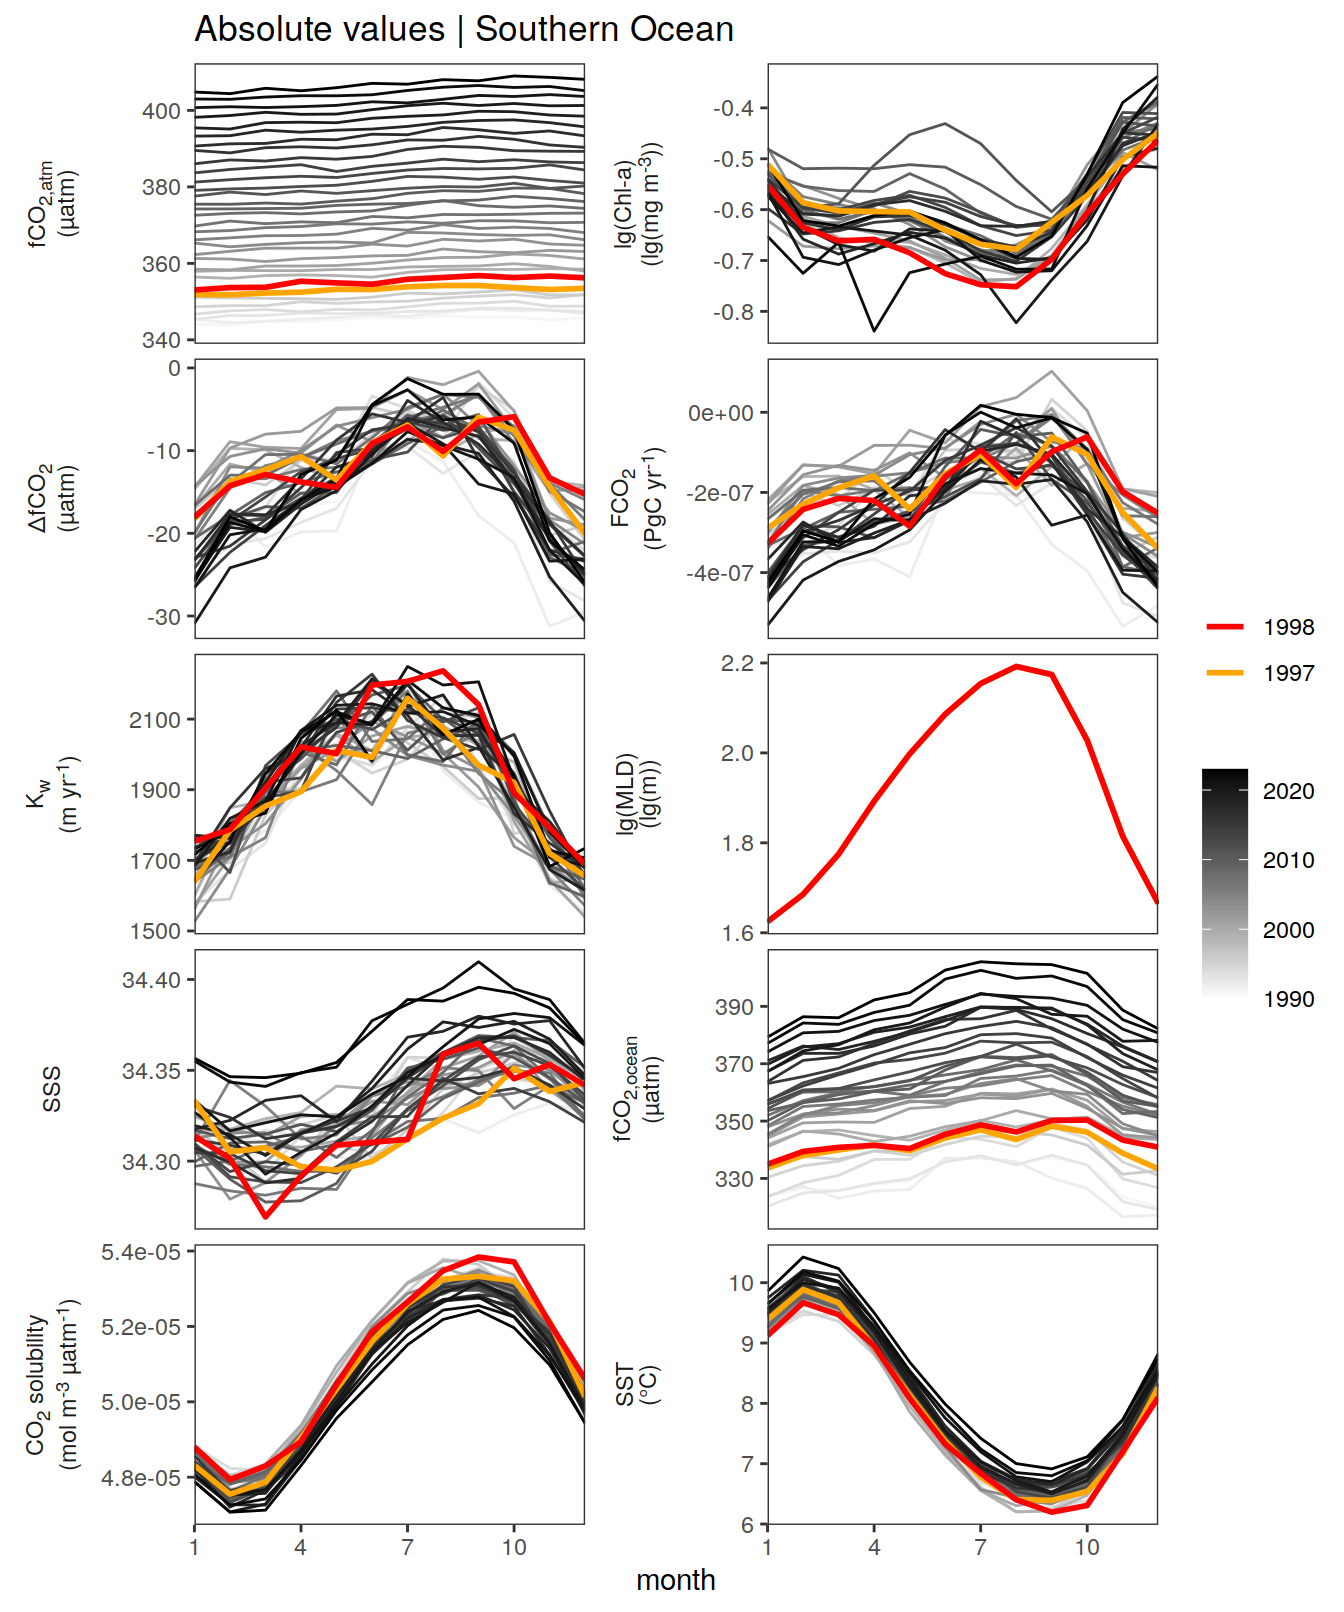 Absolute values | Southern Ocean
fCO2,atm
(µatm)
400
380
360
340
lg(Chl-a)
(lg(mg m-3))
-0.4
-0.5
-0.6
-0.7
-0.8
ΔfCO2
(µatm)
0
-10
-20
-30
FCO2
(PgC yr-1)
0e+00
-2e-07
-4e-07
Kw
(m yr-1)
2100
1900
1700
1500
lg(MLD)
(lg(m))
2.2
2.0
1.8
1.6
SSS
34.40
34.35
34.30
fCO2,ocean
(µatm)
390
370
350
330
CO2 solubility
(mol m-3 µatm-1)
5.4e-05
5.2e-05
5.0e-05
4.8e-05
SST
(°C)
10
9
8
7
6
1 4 7 10
1 4 7 10
month
1998
1997
2020
2010
2000
1990